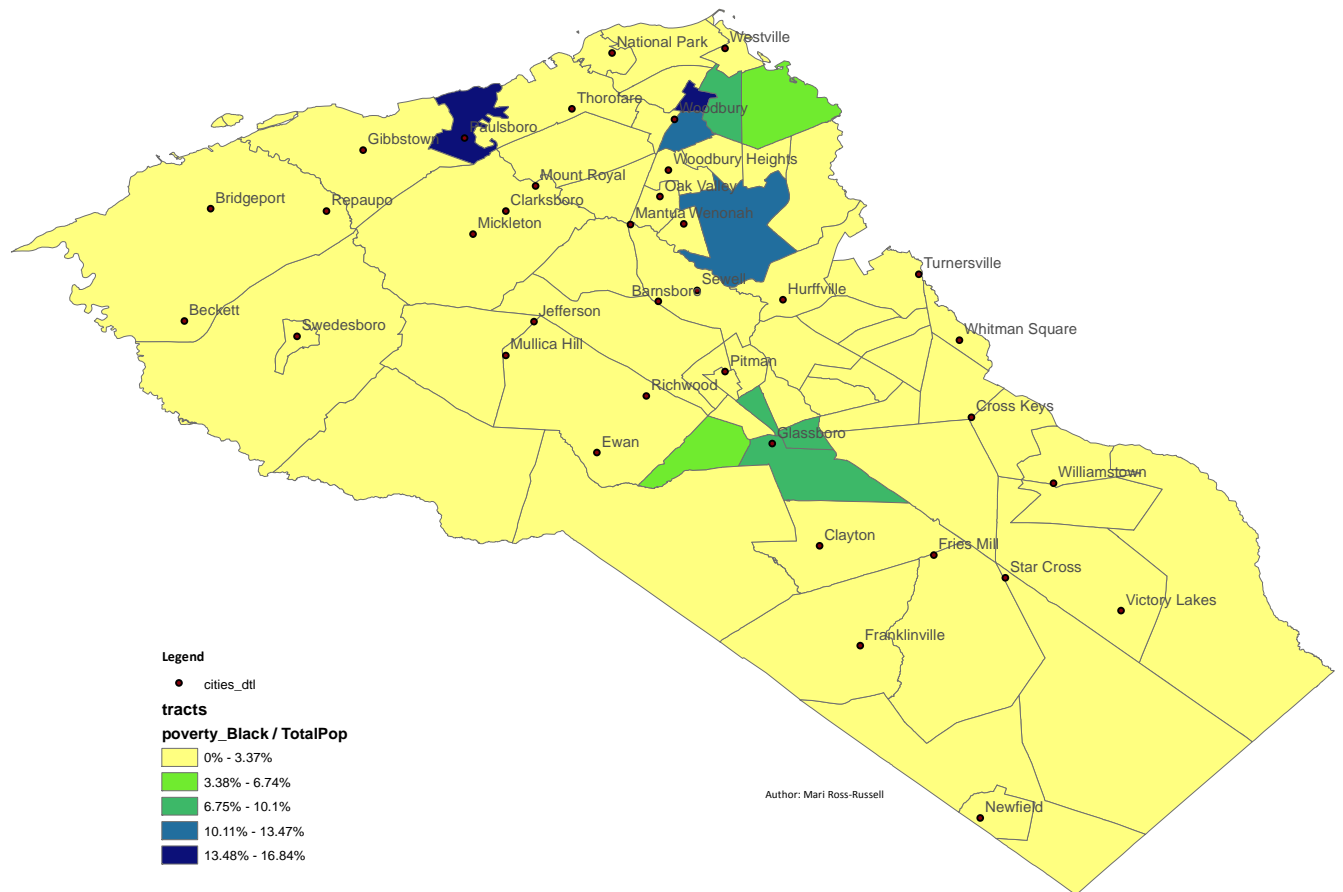 Westville
National Park
Thorofare
Woodbury
Paulsboro
Gibbstown
Woodbury Heights
Mount Royal
Oak Valley
Bridgeport
Repaupo
Clarksboro
Mickleton
Mantua
Wenonah
Turnersville
Sewell
Barnsboro
Hurffville
Beckett
Swedesboro
Jefferson
Whitman Square
Mullica Hill
Pitman
Richwood
Cross Keys
Glassboro
Ewan
Williamstown
Clayton
Fries Mill
Star Cross
Victory Lakes
Franklinville
Newfield
Legend
cities_dtl
tracts
poverty_Black / TotalPop
0% - 3.37%
3.38% - 6.74%
6.75% - 10.1%
10.11% - 13.47%
13.48% - 16.84%
Author: Mari Ross-Russell